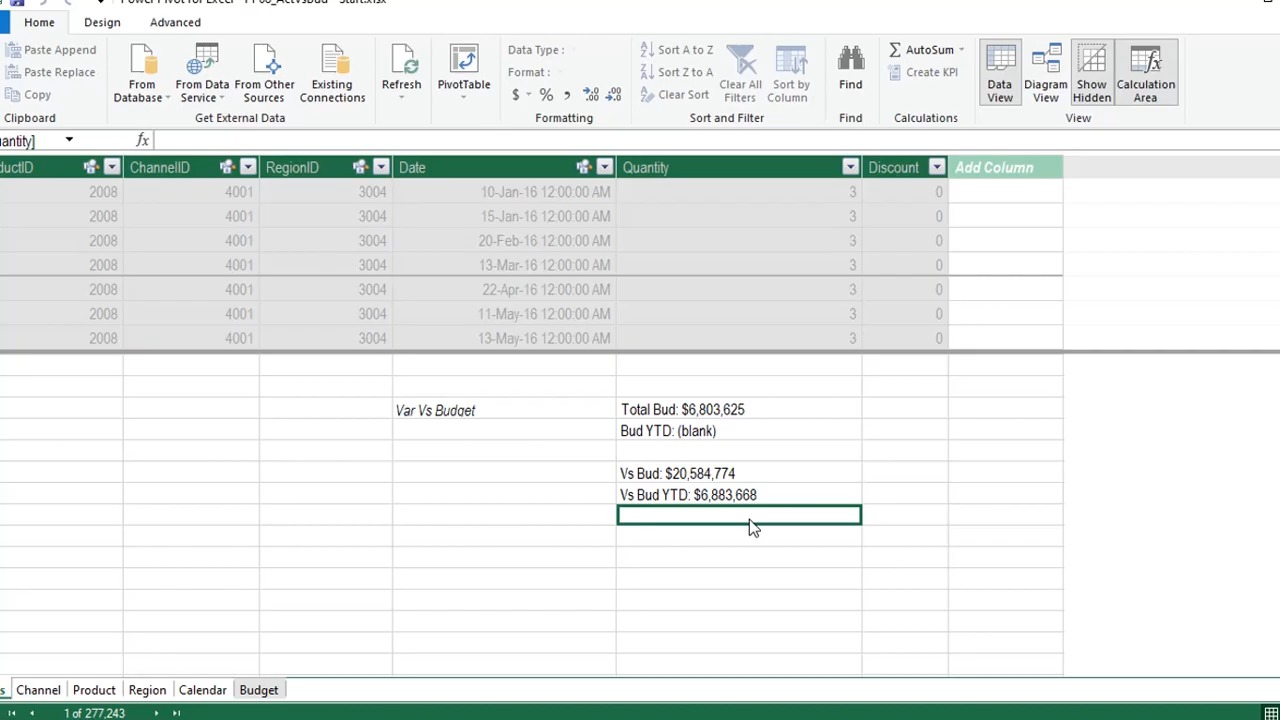 Home Design Advanced
Paste Append
Paste Replace
Copy
Clipboard
From Database
From Data Service
From Other Sources
Existing Connections
Get External Data
Refresh
PivotTable
Data Type :
Format :
$ % ,
Formatting
Sort A to Z
Sort Z to A
Clear Sort
Clear All Filters
Sort by Column
Sort and Filter
Find
Find
AutoSum
Create KPI
Calculations
Data View
Diagram View
Show Hidden
Calculation Area
View
uantity] fx
ductID ChannelID RegionID Date Quantity Discount Add Column
2008 4001 3004 10-Jan-16 12:00:00 AM 3 0
2008 4001 3004 15-Jan-16 12:00:00 AM 3 0
2008 4001 3004 20-Feb-16 12:00:00 AM 3 0
2008 4001 3004 13-Mar-16 12:00:00 AM 3 0
2008 4001 3004 22-Apr-16 12:00:00 AM 3 0
2008 4001 3004 11-May-16 12:00:00 AM 3 0
2008 4001 3004 13-May-16 12:00:00 AM 3 0
Var Vs Budget Total Bud: $6,803,625
Bud YTD: (blank)
Vs Bud: $20,584,774
Vs Bud YTD: $6,883,668
s Channel Product Region Calendar Budget
1 of 277,243